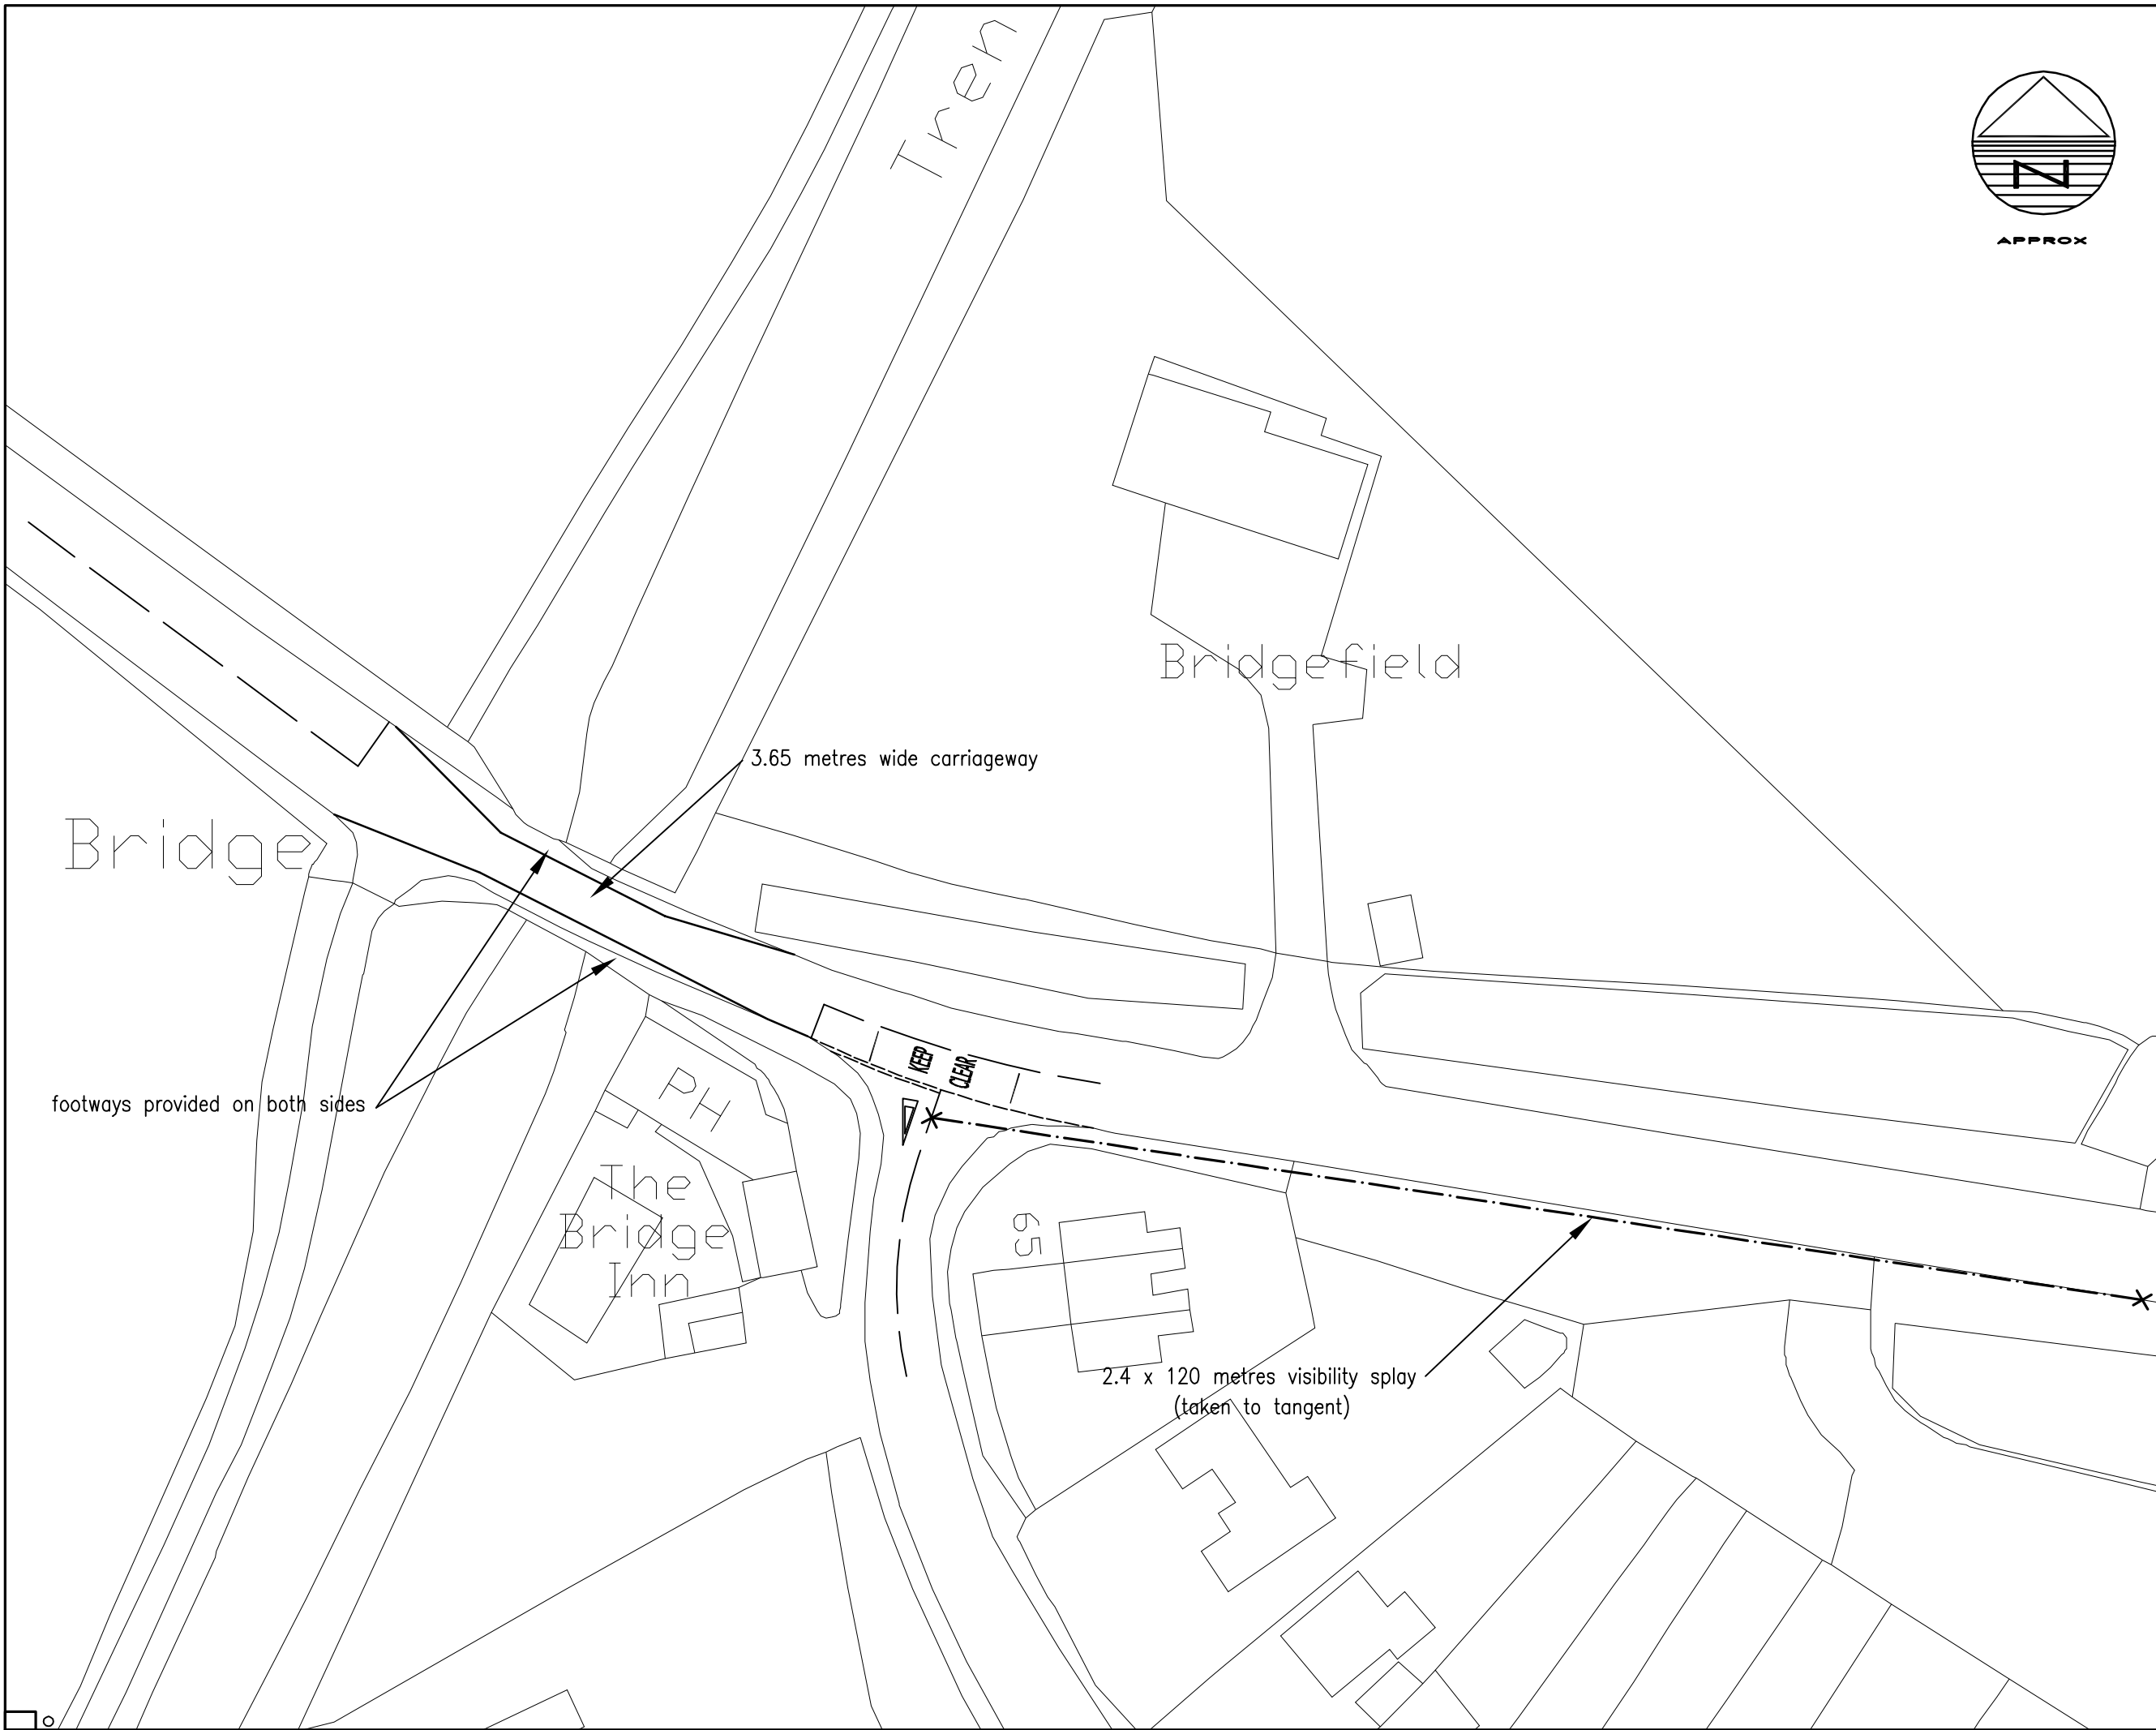 Tren
N
APPROX
Bridgefield
3.65 metres wide carriageway
Bridge
KEEP
CLEAR
PH
footways provided on both sides
The
Bridge
Inn
65
2.4 x 120 metres visibility splay
(taken to tangent)